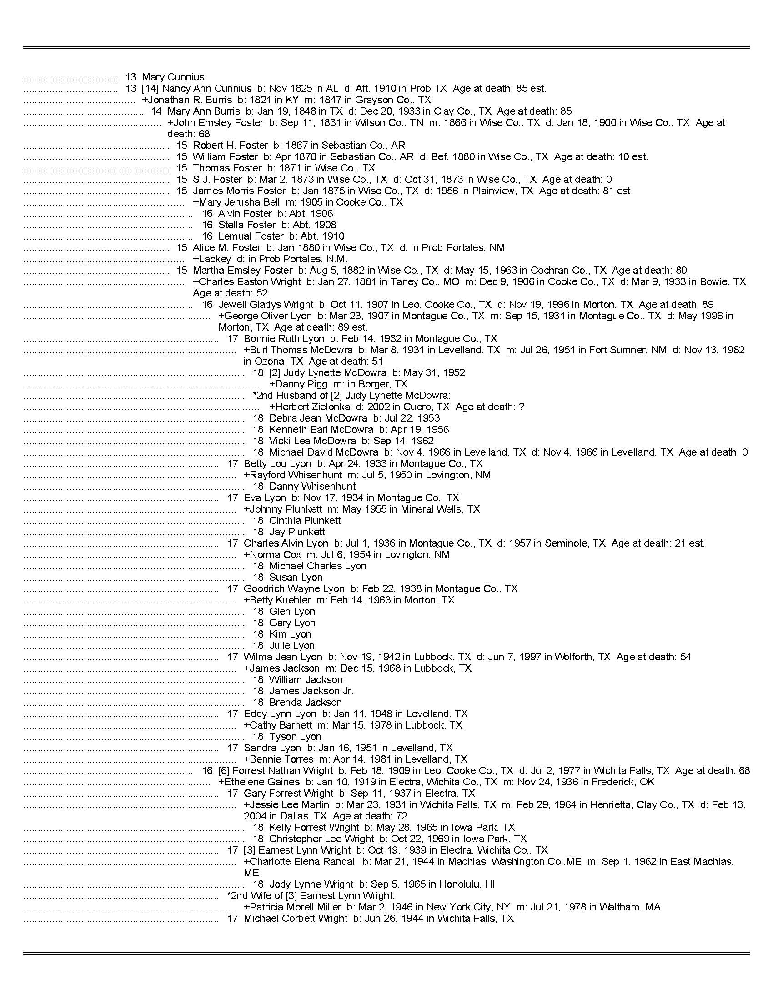 ................................. 13 Mary Cunnius
................................. 13 [14] Nancy Ann Cunnius b: Nov 1825 in AL d: Aft. 1910 in Prob TX Age at death: 85 est.
....................................... +Jonathan R. Burris b: 1821 in KY m: 1847 in Grayson Co., TX
.......................................... 14 Mary Ann Burris b: Jan 19, 1848 in TX d: Dec 20, 1933 in Clay Co., TX Age at death: 85
................................................ +John Emsley Foster b: Sep 11, 1831 in Wilson Co., TN m: 1866 in Wise Co., TX d: Jan 18, 1900 in Wise Co., TX Age at
death: 68
................................................... 15 Robert H. Foster b: 1867 in Sebastian Co., AR
................................................... 15 William Foster b: Apr 1870 in Sebastian Co., AR d: Bef. 1880 in Wise Co., TX Age at death: 10 est.
................................................... 15 Thomas Foster b: 1871 in Wise Co., TX
................................................... 15 S.J. Foster b: Mar 2, 1873 in Wise Co., TX d: Oct 31, 1873 in Wise Co., TX Age at death: 0
................................................... 15 James Morris Foster b: Jan 1875 in Wise Co., TX d: 1956 in Plainview, TX Age at death: 81 est.
........................................................ +Mary Jerusha Bell m: 1905 in Cooke Co., TX
........................................................... 16 Alvin Foster b: Abt. 1906
........................................................... 16 Stella Foster b: Abt. 1908
........................................................... 16 Lemual Foster b: Abt. 1910
................................................... 15 Alice M. Foster b: Jan 1880 in Wise Co., TX d: in Prob Portales, NM
........................................................ +Lackey d: in Prob Portales, N.M.
................................................... 15 Martha Emsley Foster b: Aug 5, 1882 in Wise Co., TX d: May 15, 1963 in Cochran Co., TX Age at death: 80
........................................................ +Charles Easton Wright b: Jan 27, 1881 in Taney Co., MO m: Dec 9, 1906 in Cooke Co., TX d: Mar 9, 1933 in Bowie, TX
Age at death: 52
........................................................... 16 Jewell Gladys Wright b: Oct 11, 1907 in Leo, Cooke Co., TX d: Nov 19, 1996 in Morton, TX Age at death: 89
................................................................. +George Oliver Lyon b: Mar 23, 1907 in Montague Co., TX m: Sep 15, 1931 in Montague Co., TX d: May 1996 in
Morton, TX Age at death: 89 est.
.................................................................... 17 Bonnie Ruth Lyon b: Feb 14, 1932 in Montague Co., TX
.......................................................................... +Burl Thomas McDowra b: Mar 8, 1931 in Levelland, TX m: Jul 26, 1951 in Fort Sumner, NM d: Nov 13, 1982
in Ozona, TX Age at death: 51
............................................................................. 18 [2] Judy Lynette McDowra b: May 31, 1952
................................................................................... +Danny Pigg m: in Borger, TX
............................................................................. *2nd Husband of [2] Judy Lynette McDowra:
................................................................................... +Herbert Zielonka d: 2002 in Cuero, TX Age at death: ?
............................................................................. 18 Debra Jean McDowra b: Jul 22, 1953
............................................................................. 18 Kenneth Earl McDowra b: Apr 19, 1956
............................................................................. 18 Vicki Lea McDowra b: Sep 14, 1962
............................................................................. 18 Michael David McDowra b: Nov 4, 1966 in Levelland, TX d: Nov 4, 1966 in Levelland, TX Age at death: 0
.................................................................... 17 Betty Lou Lyon b: Apr 24, 1933 in Montague Co., TX
.......................................................................... +Rayford Whisenhunt m: Jul 5, 1950 in Lovington, NM
............................................................................. 18 Danny Whisenhunt
.................................................................... 17 Eva Lyon b: Nov 17, 1934 in Montague Co., TX
.......................................................................... +Johnny Plunkett m: May 1955 in Mineral Wells, TX
............................................................................. 18 Cinthia Plunkett
............................................................................. 18 Jay Plunkett
.................................................................... 17 Charles Alvin Lyon b: Jul 1, 1936 in Montague Co., TX d: 1957 in Seminole, TX Age at death: 21 est.
.......................................................................... +Norma Cox m: Jul 6, 1954 in Lovington, NM
............................................................................. 18 Michael Charles Lyon
............................................................................. 18 Susan Lyon
.................................................................... 17 Goodrich Wayne Lyon b: Feb 22, 1938 in Montague Co., TX
.......................................................................... +Betty Kuehler m: Feb 14, 1963 in Morton, TX
............................................................................. 18 Glen Lyon
............................................................................. 18 Gary Lyon
............................................................................. 18 Kim Lyon
............................................................................. 18 Julie Lyon
.................................................................... 17 Wilma Jean Lyon b: Nov 19, 1942 in Lubbock, TX d: Jun 7, 1997 in Wolforth, TX Age at death: 54
.......................................................................... +James Jackson m: Dec 15, 1968 in Lubbock, TX
............................................................................. 18 William Jackson
............................................................................. 18 James Jackson Jr.
............................................................................. 18 Brenda Jackson
.................................................................... 17 Eddy Lynn Lyon b: Jan 11, 1948 in Levelland, TX
.......................................................................... +Cathy Barnett m: Mar 15, 1978 in Lubbock, TX
............................................................................. 18 Tyson Lyon
.................................................................... 17 Sandra Lyon b: Jan 16, 1951 in Levelland, TX
.......................................................................... +Bennie Torres m: Apr 14, 1981 in Levelland, TX
........................................................... 16 [6] Forrest Nathan Wright b: Feb 18, 1909 in Leo, Cooke Co., TX d: Jul 2, 1977 in Wichita Falls, TX Age at death: 68
................................................................. +Ethelene Gaines b: Jan 10, 1919 in Electra, Wichita Co., TX m: Nov 24, 1936 in Frederick, OK
.................................................................... 17 Gary Forrest Wright b: Sep 11, 1937 in Electra, TX
.......................................................................... +Jessie Lee Martin b: Mar 23, 1931 in Wichita Falls, TX m: Feb 29, 1964 in Henrietta, Clay Co., TX d: Feb 13,
2004 in Dallas, TX Age at death: 72
............................................................................. 18 Kelly Forrest Wright b: May 28, 1965 in Iowa Park, TX
............................................................................. 18 Christopher Lee Wright b: Oct 22, 1969 in Iowa Park, TX
.................................................................... 17 [3] Earnest Lynn Wright b: Oct 19, 1939 in Electra, Wichita Co., TX
.......................................................................... +Charlotte Elena Randall b: Mar 21, 1944 in Machias, Washington Co.,ME m: Sep 1, 1962 in East Machias,
ME
............................................................................. 18 Jody Lynne Wright b: Sep 5, 1965 in Honolulu, HI
.................................................................... *2nd Wife of [3] Earnest Lynn Wright:
.......................................................................... +Patricia Morell Miller b: Mar 2, 1946 in New York City, NY m: Jul 21, 1978 in Waltham, MA
.................................................................... 17 Michael Corbett Wright b: Jun 26, 1944 in Wichita Falls, TX